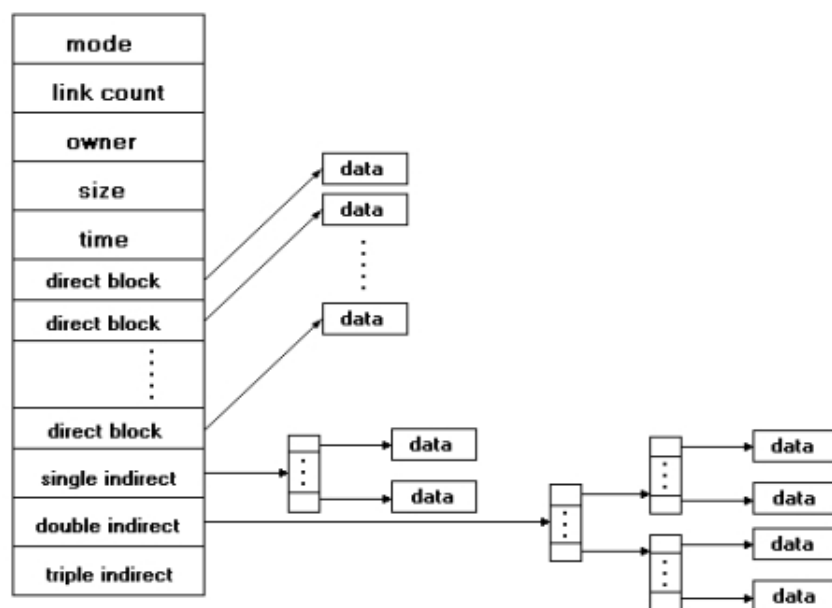 mode
link count
owner
size
time
direct block
direct block
direct block
single indirect
double indirect
triple indirect
data
data
data
data
data
data
data
data
data